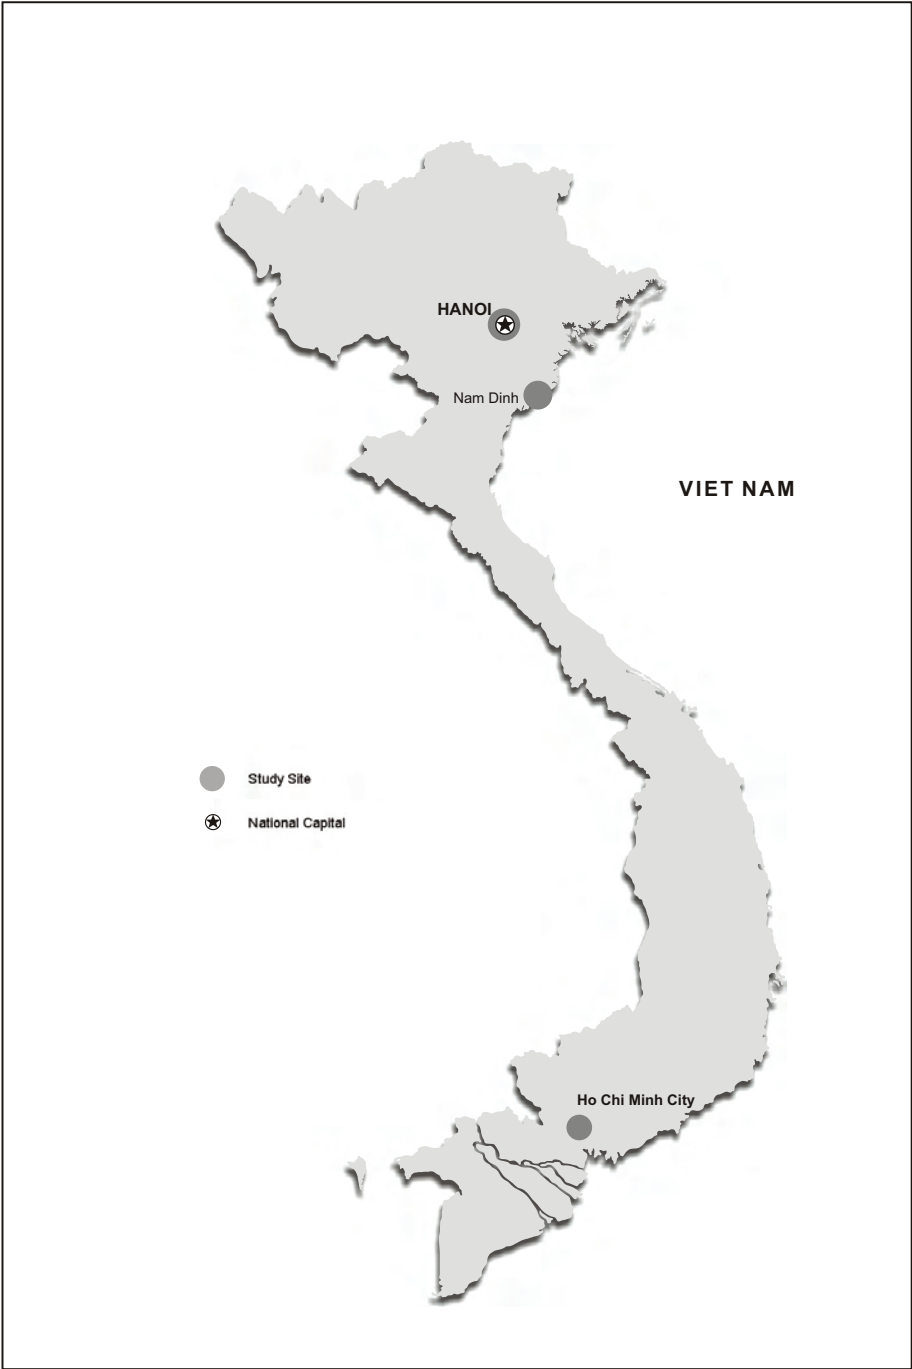 HANOI
Nam Dinh
VIET NAM
Study Site
National Capital
Ho Chi Minh City